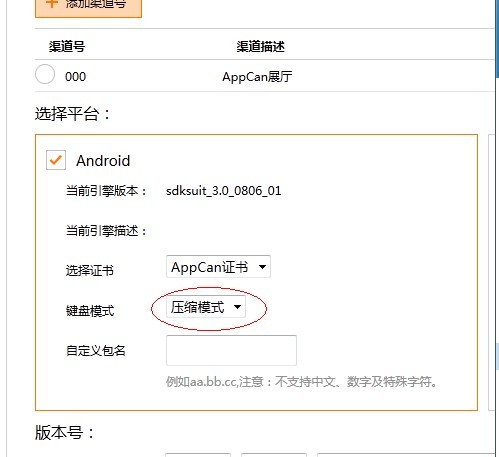 + 添加渠道号
渠道号 渠道描述
000 AppCan展厅
选择平台：
Android
当前引擎版本： sdksuit_3.0_0806_01
当前引擎描述：
选择证书 AppCan证书
键盘模式 压缩模式
自定义包名
例如aa.bb.cc,注意：不支持中文、数字及特殊字符。
版本号：